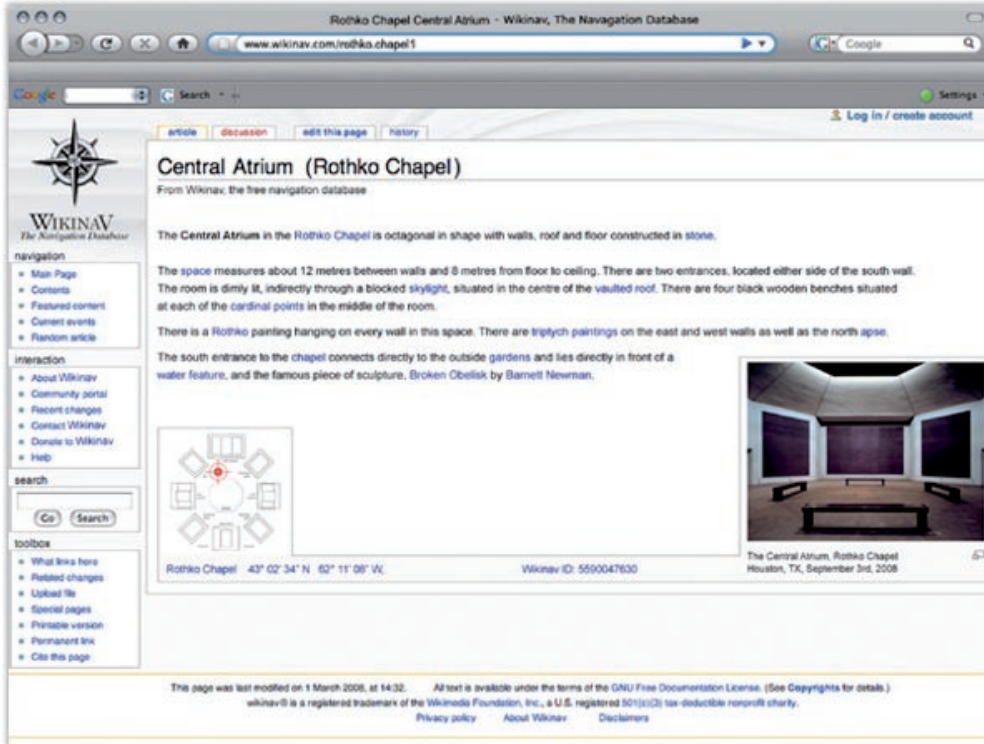 Rothko Chapel Central Atrium - Wikinav, The Navagation Database
www.wikinav.com/rothko.chapel1
Google
Google
Search
Settings
Log in / create account
article
discussion
edit this page
history
WIKINAV
The Navigation Database
Central Atrium (Rothko Chapel)
From Wikinav, the free navigation database
The Central Atrium in the Rothko Chapel is octagonal in shape with walls, roof and floor constructed in stone.
The space measures about 12 metres between walls and 8 metres from floor to ceiling. There are two entrances, located either side of the south wall.
The room is dimly lit, indirectly through a blocked skylight, situated in the centre of the vaulted roof. There are four black wooden benches situated
at each of the cardinal points in the middle of the room.
There is a Rothko painting hanging on every wall in this space. There are triptych paintings on the east and west walls as well as the north apse.
The south entrance to the chapel connects directly to the outside gardens and lies directly in front of a
water feature, and the famous piece of sculpture, Broken Obelisk by Barnett Newman.
Rothko Chapel 43° 02' 34" N 62° 11' 08" W,
Wikinav ID: 5590047630
The Central Atrium, Rothko Chapel
Houston, TX, September 3rd, 2008
navigation
Main Page
Contents
Featured content
Current events
Random article
interaction
About Wikinav
Community portal
Recent changes
Contact Wikinav
Donate to Wikinav
Help
search
Go
Search
toolbox
What links here
Related changes
Upload file
Special pages
Printable version
Permanent link
Cite this page
This page was last modified on 1 March 2008, at 14:32. All text is available under the terms of the GNU Free Documentation License. (See Copyrights for details.)
wikinav® is a registered trademark of the Wikimedia Foundation, Inc., a U.S. registered 501(c)(3) tax-deductible nonprofit charity.
Privacy policy About Wikinav Disclaimers